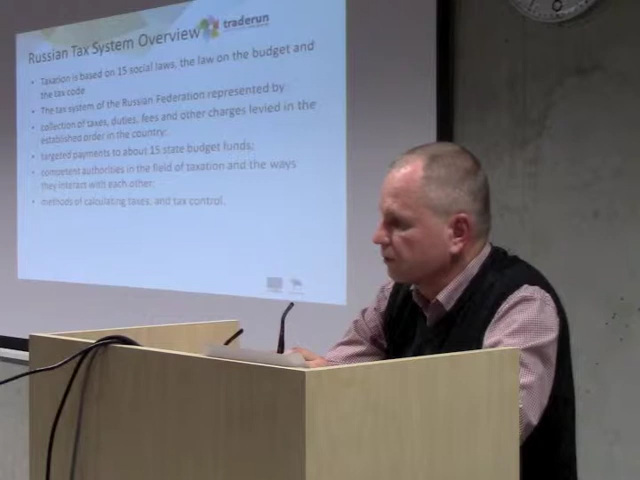 Russian Tax System Overview
traderun
• Taxation is based on 15 social laws, the law on the budget and
the tax code
• The tax system of the Russian Federation represented by
• collection of taxes, duties, fees and other charges levied in the
established order in the country;
• targeted payments to about 15 state budget funds;
• competent authorities in the field of taxation and the ways
they interact with each other;
• methods of calculating taxes, and tax control.